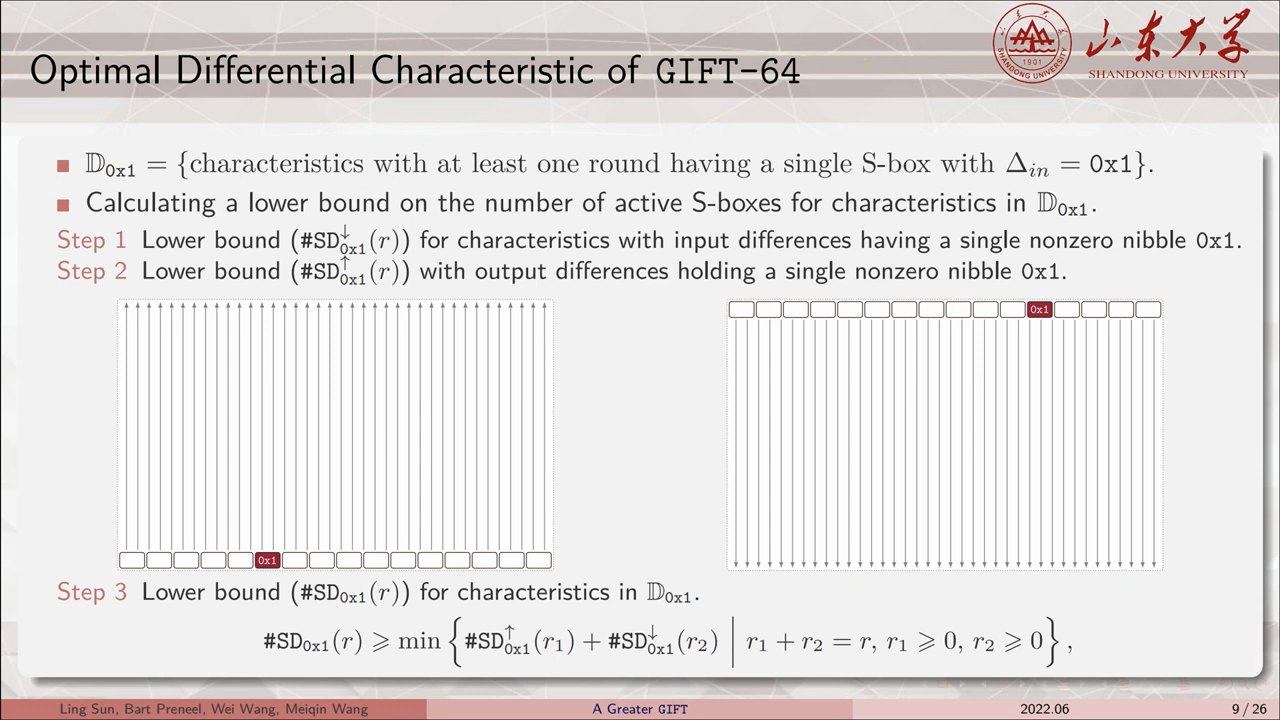 山东大学
SHANDONG UNIVERSITY
SHANDONG UNIVERSITY
1901
Optimal Differential Characteristic of GIFT-64
𝔻₀ₓ₁ = {characteristics with at least one round having a single S-box with Δ_in = 0x1}.
Calculating a lower bound on the number of active S-boxes for characteristics in 𝔻₀ₓ₁.
Step 1 Lower bound (#SD↓₀ₓ₁(r)) for characteristics with input differences having a single nonzero nibble 0x1.
Step 2 Lower bound (#SD↑₀ₓ₁(r)) with output differences holding a single nonzero nibble 0x1.
0x1
0x1
Step 3 Lower bound (#SD₀ₓ₁(r)) for characteristics in 𝔻₀ₓ₁.
#SD₀ₓ₁(r) ⩾ min { #SD↑₀ₓ₁(r₁) + #SD↓₀ₓ₁(r₂) | r₁ + r₂ = r, r₁ ⩾ 0, r₂ ⩾ 0 },
Ling Sun, Bart Preneel, Wei Wang, Meiqin Wang
A Greater GIFT
2022.06
9 / 26